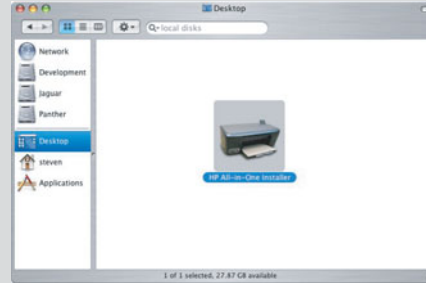 Desktop
local disks
Network
Development
Jaguar
Panther
Desktop
steven
Applications
HP All-in-One Installer
1 of 1 selected, 27.87 GB available